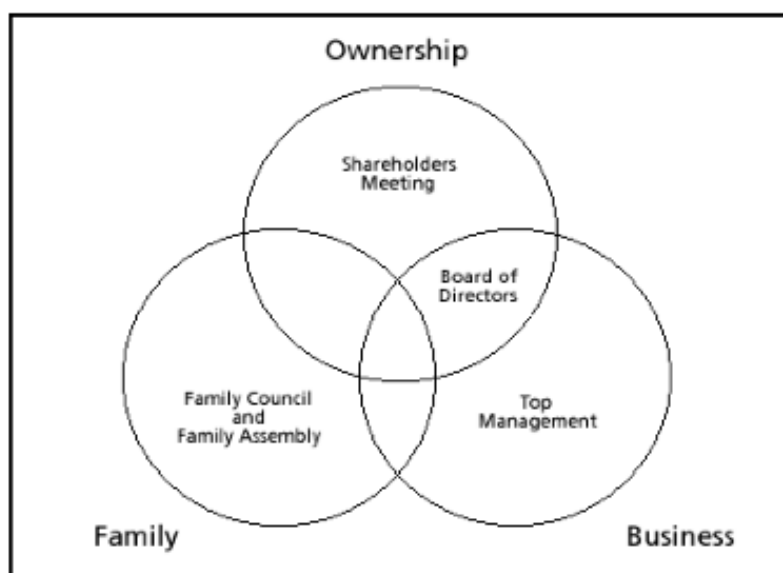 Ownership
Shareholders
Meeting
Board of
Directors
Family Council
and
Family Assembly
Top
Management
Family
Business